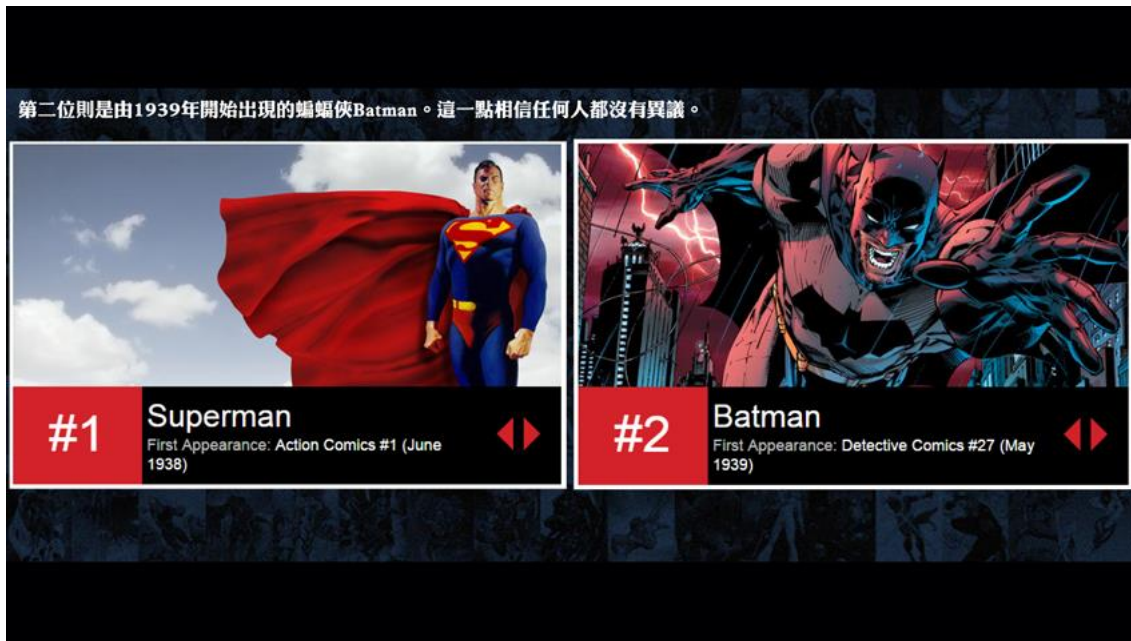 第二位則是由1939年開始出現的蝙蝠俠Batman。這一點相信任何人都沒有異議。
#1
Superman
First Appearance: Action Comics #1 (June
1938)
#2
Batman
First Appearance: Detective Comics #27 (May
1939)